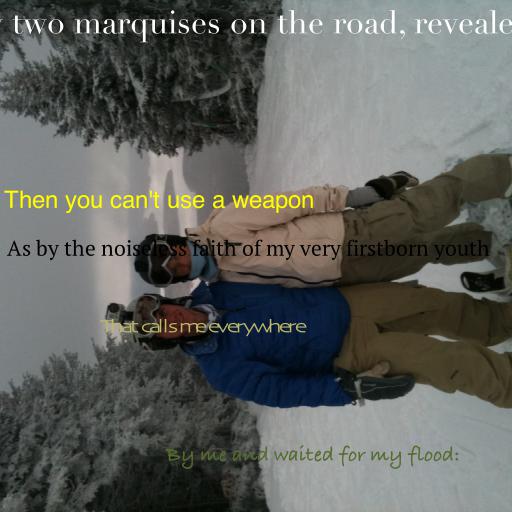 two marquises on the road, reveale
Then you can't use a weapon
As by the noiseless faith of my very firstborn youth
That calls me everywhere
By me and waited for my flood: